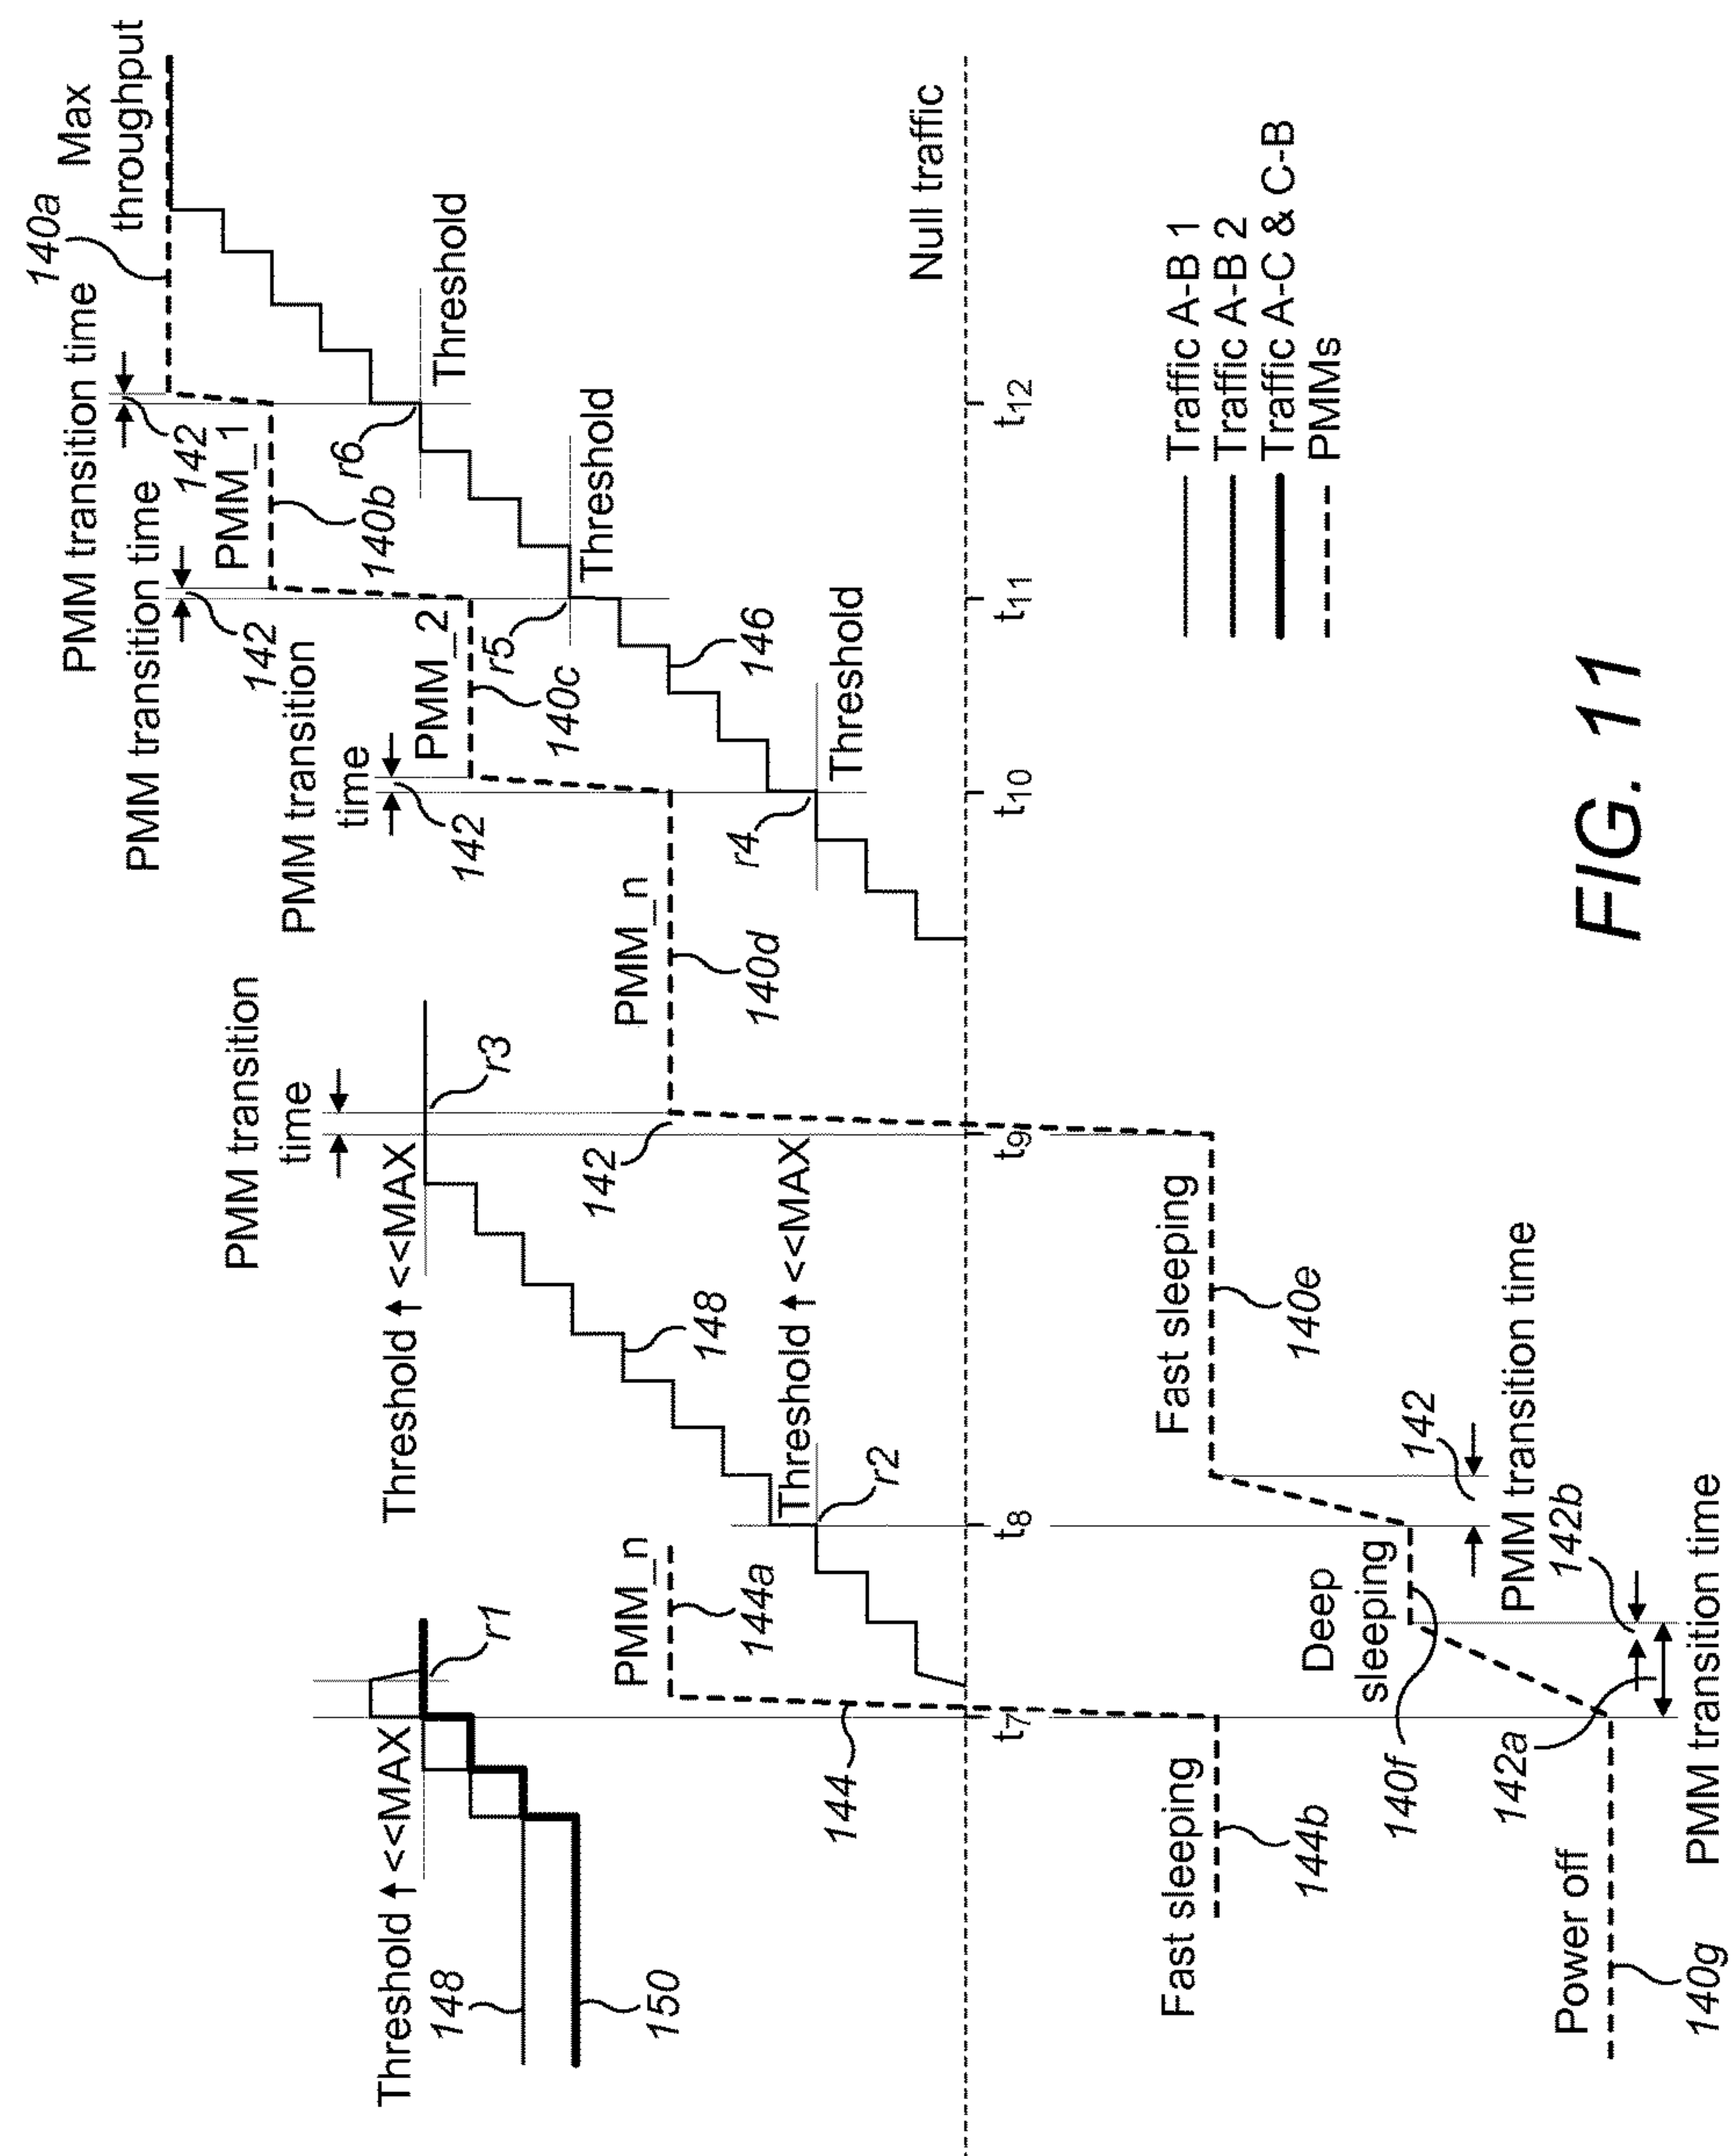 Threshold ↑ <<MAX
148
150
r1
Threshold ↑ <<MAX
r3
PMM transition
time
142
148
Threshold ↑ <<MAX
r2
PMM_n
144a
144
Fast sleeping
144b
Power off
140g
Deep
sleeping
140f
142a
142b
PMM transition time
142
PMM transition time
Fast sleeping
140e
PMM_n
140d
PMM transition
time
142
PMM_2
140c
PMM transition time
142
PMM_1
140b
PMM transition time
142
140a
Max
throughput
r4
Threshold
146
r5
Threshold
r6
Threshold
Null traffic
t7
t8
t9
t10
t11
t12
Traffic A-B 1
Traffic A-B 2
Traffic A-C & C-B
PMMs
FIG. 11